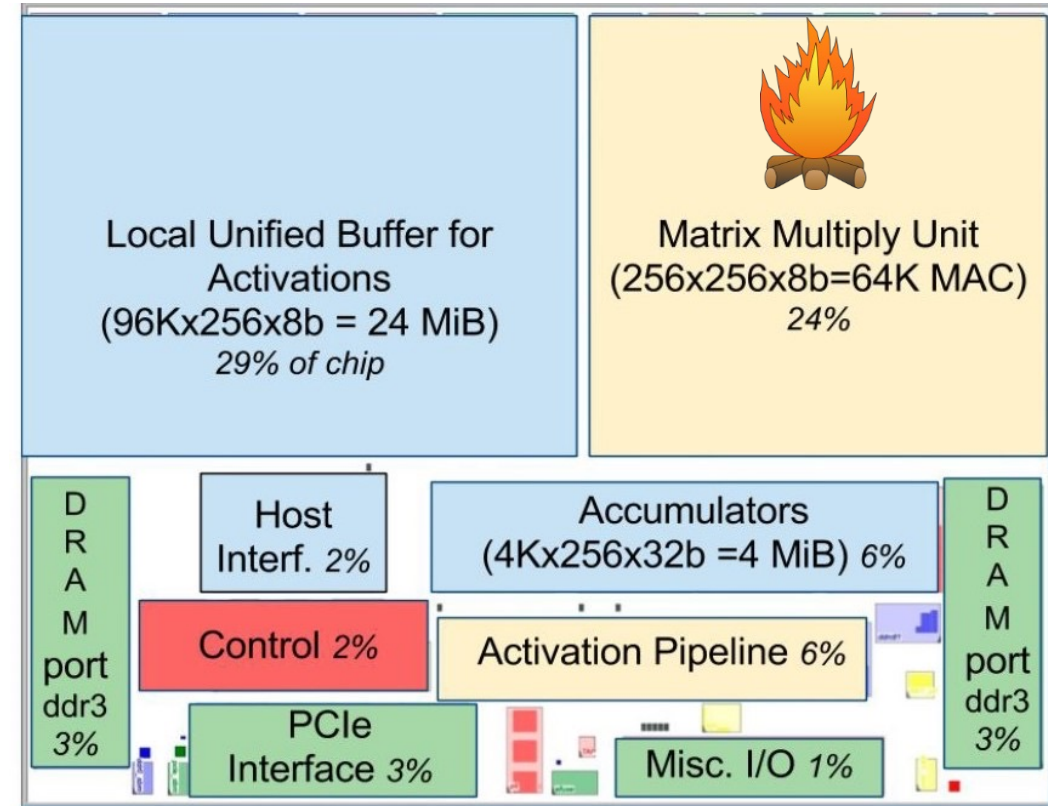 Local Unified Buffer for
Activations
(96Kx256x8b = 24 MiB)
29% of chip
Matrix Multiply Unit
(256x256x8b=64K MAC)
24%
D
R
A
M
port
ddr3
3%
Host
Interf. 2%
Accumulators
(4Kx256x32b =4 MiB) 6%
Control 2%
Activation Pipeline 6%
PCIe
Interface 3%
Misc. I/O 1%
D
R
A
M
port
ddr3
3%